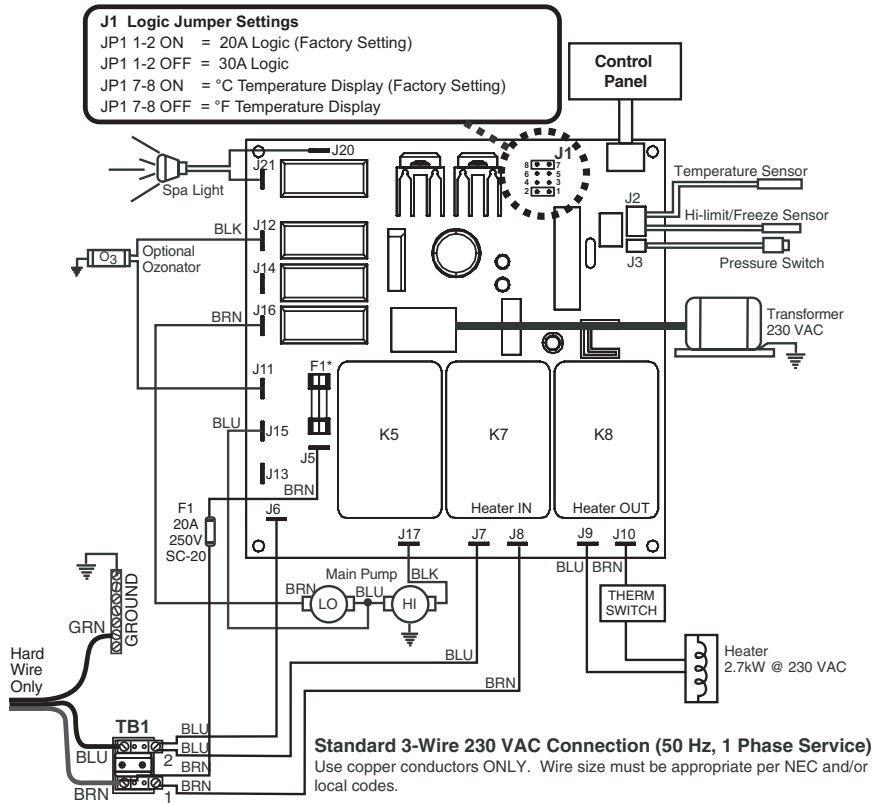 J1 Logic Jumper Settings
JP1 1-2 ON = 20A Logic (Factory Setting)
JP1 1-2 OFF = 30A Logic
JP1 7-8 ON = °C Temperature Display (Factory Setting)
JP1 7-8 OFF = °F Temperature Display
Control
Panel
J20
J1
8 7
6 5
4 3
2 1
J21
Spa Light
Temperature Sensor
J2
Hi-limit/Freeze Sensor
J3
Pressure Switch
BLK
J12
O3
Optional
Ozonator
J14
BRN
J16
Transformer
230 VAC
J11
F1*
BLU
J15
K5
K7
K8
J5
J13
BRN
F1
20A
250V
SC-20
J6
Heater IN
Heater OUT
J17
J7
J8
J9
J10
BLU
BRN
Main Pump
BLK
BRN
LO
BLU
HI
THERM
SWITCH
GROUND
GRN
Hard
Wire
Only
BLU
Heater
2.7kW @ 230 VAC
BRN
TB1
BLU
BLU
BLU
2
BRN
BRN
BRN
1
Standard 3-Wire 230 VAC Connection (50 Hz, 1 Phase Service)
Use copper conductors ONLY. Wire size must be appropriate per NEC and/or
local codes.